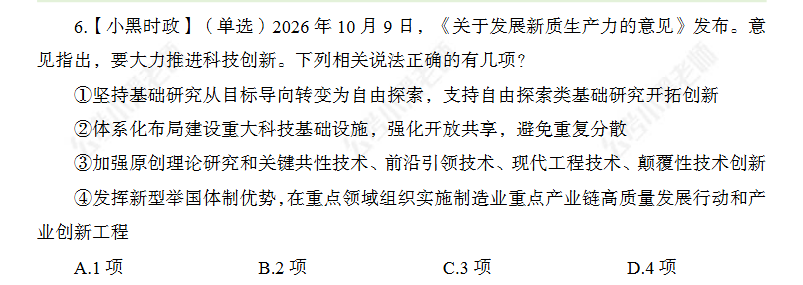 6.【小黑时政】（单选）2026 年 10 月 9 日，《关于发展新质生产力的意见》发布。意
见指出，要大力推进科技创新。下列相关说法正确的有几项？
①坚持基础研究从目标导向转变为自由探索，支持自由探索类基础研究开拓创新
②体系化布局建设重大科技基础设施，强化开放共享，避免重复分散
③加强原创理论研究和关键共性技术、前沿引领技术、现代工程技术、颠覆性技术创新
④发挥新型举国体制优势，在重点领域组织实施制造业重点产业链高质量发展行动和产
业创新工程
A.1 项 B.2 项 C.3 项 D.4 项